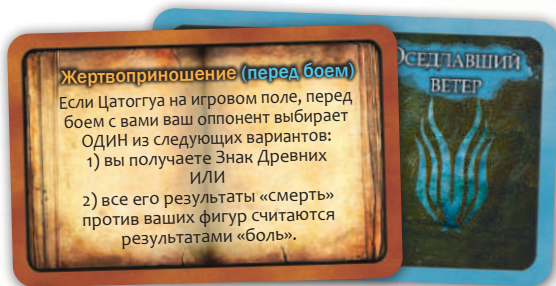 Жертвоприношение (перед боем)
Если Цатоггуа на игровом поле, перед
боем с вами ваш оппонент выбирает
ОДИН из следующих вариантов:
1) вы получаете Знак Древних
ИЛИ
2) все его результаты «смерть»
против ваших фигур считаются
результатами «боль».
Оседлавший
ветер